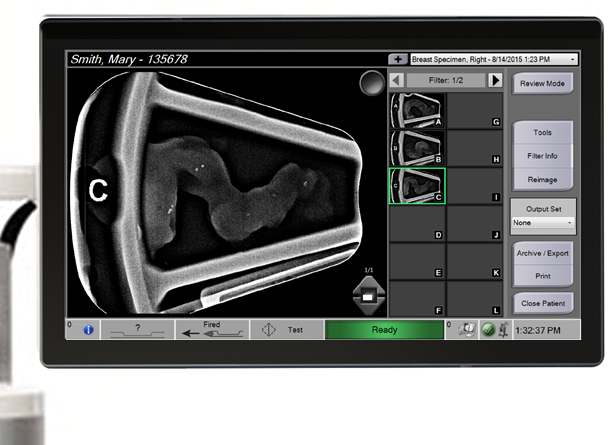 Smith, Mary - 135678
+ Breast Specimen, Right - 8/14/2015 1:23 PM
Filter: 1/2
Review Mode
A
A
G
B
H
C
C
I
D
J
E
K
F
L
C
1/1
Tools
Filter Info
Reimage
Output Set
None
Archive / Export
Print
Close Patient
0
i
?
Fired
Test
Ready
0
1:32:37 PM